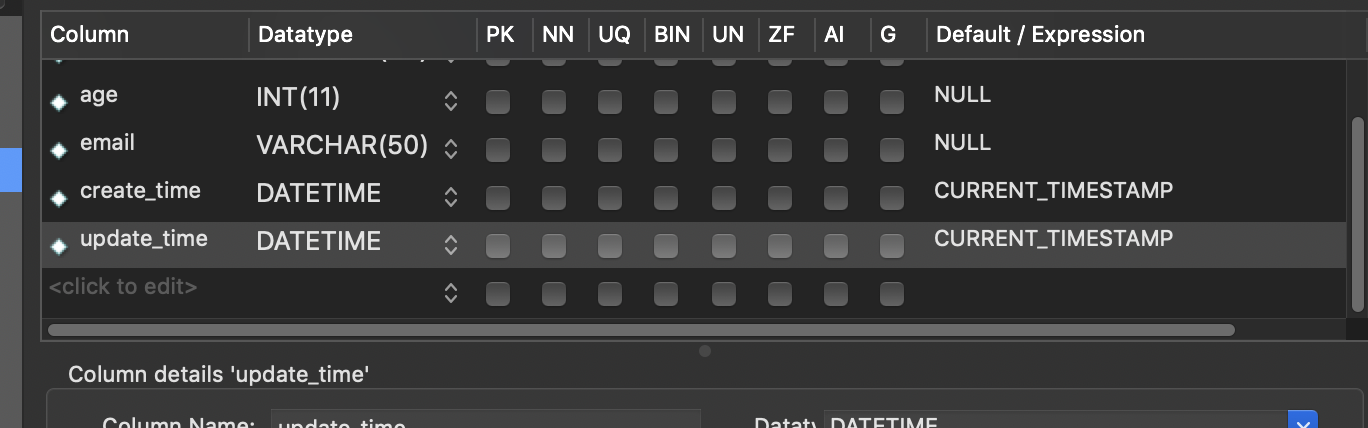 Column Datatype PK NN UQ BIN UN ZF AI G Default / Expression
age INT(11) NULL
email VARCHAR(50) NULL
create_time DATETIME CURRENT_TIMESTAMP
update_time DATETIME CURRENT_TIMESTAMP
<click to edit>
Column details 'update_time'
Column Name: update_time Dataty DATETIME